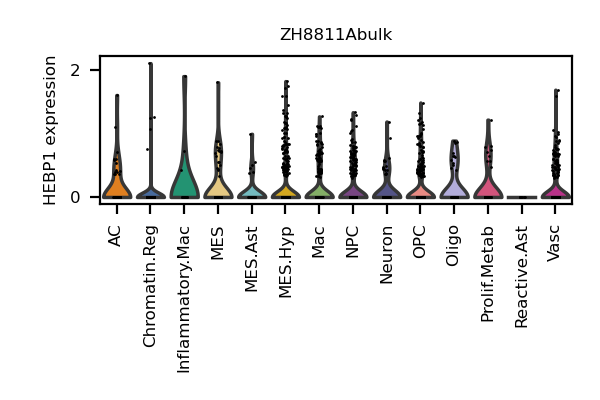 ZH8811Abulk
HEBP1 expression
2
0
AC
Chromatin.Reg
Inflammatory.Mac
MES
MES.Ast
MES.Hyp
Mac
NPC
Neuron
OPC
Oligo
Prolif.Metab
Reactive.Ast
Vasc